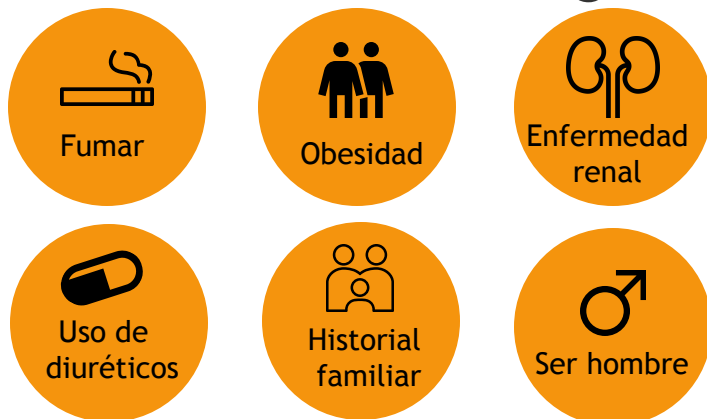 Fumar
Obesidad
Enfermedad
renal
Uso de
diuréticos
Historial
familiar
Ser hombre